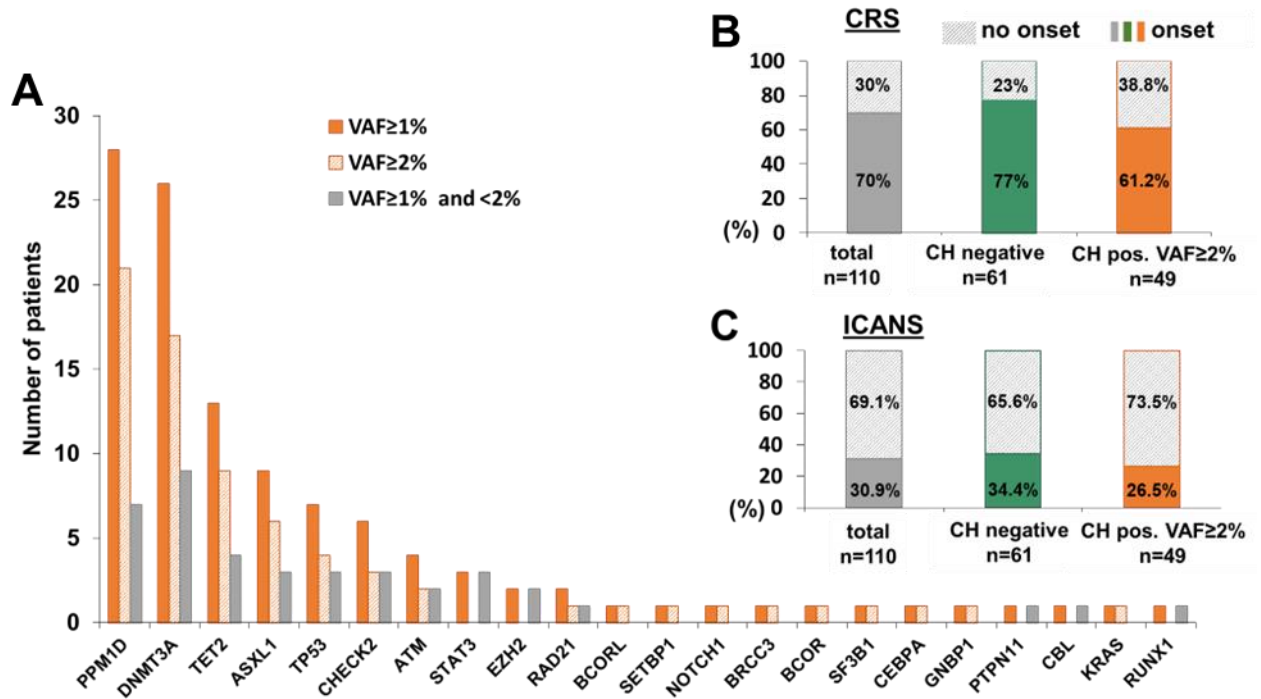 A
Number of patients
30
25
20
15
10
5
0
VAF≥1%
VAF≥2%
VAF≥1% and <2%
PPM1D
DNMT3A
TET2
ASXL1
TP53
CHECK2
ATM
STAT3
EZH2
RAD21
BCORL
SETBP1
NOTCH1
BRCC3
BCOR
SF3B1
CEBPA
GNBP1
PTPN11
CBL
KRAS
RUNX1
B
CRS
no onset
onset
100
80
60
40
20
(%) 0
30%
23%
38.8%
70%
77%
61.2%
total
n=110
CH negative
n=61
CH pos. VAF≥2%
n=49
C
ICANS
100
80
60
40
20
(%) 0
69.1%
65.6%
73.5%
30.9%
34.4%
26.5%
total
n=110
CH negative
n=61
CH pos. VAF≥2%
n=49